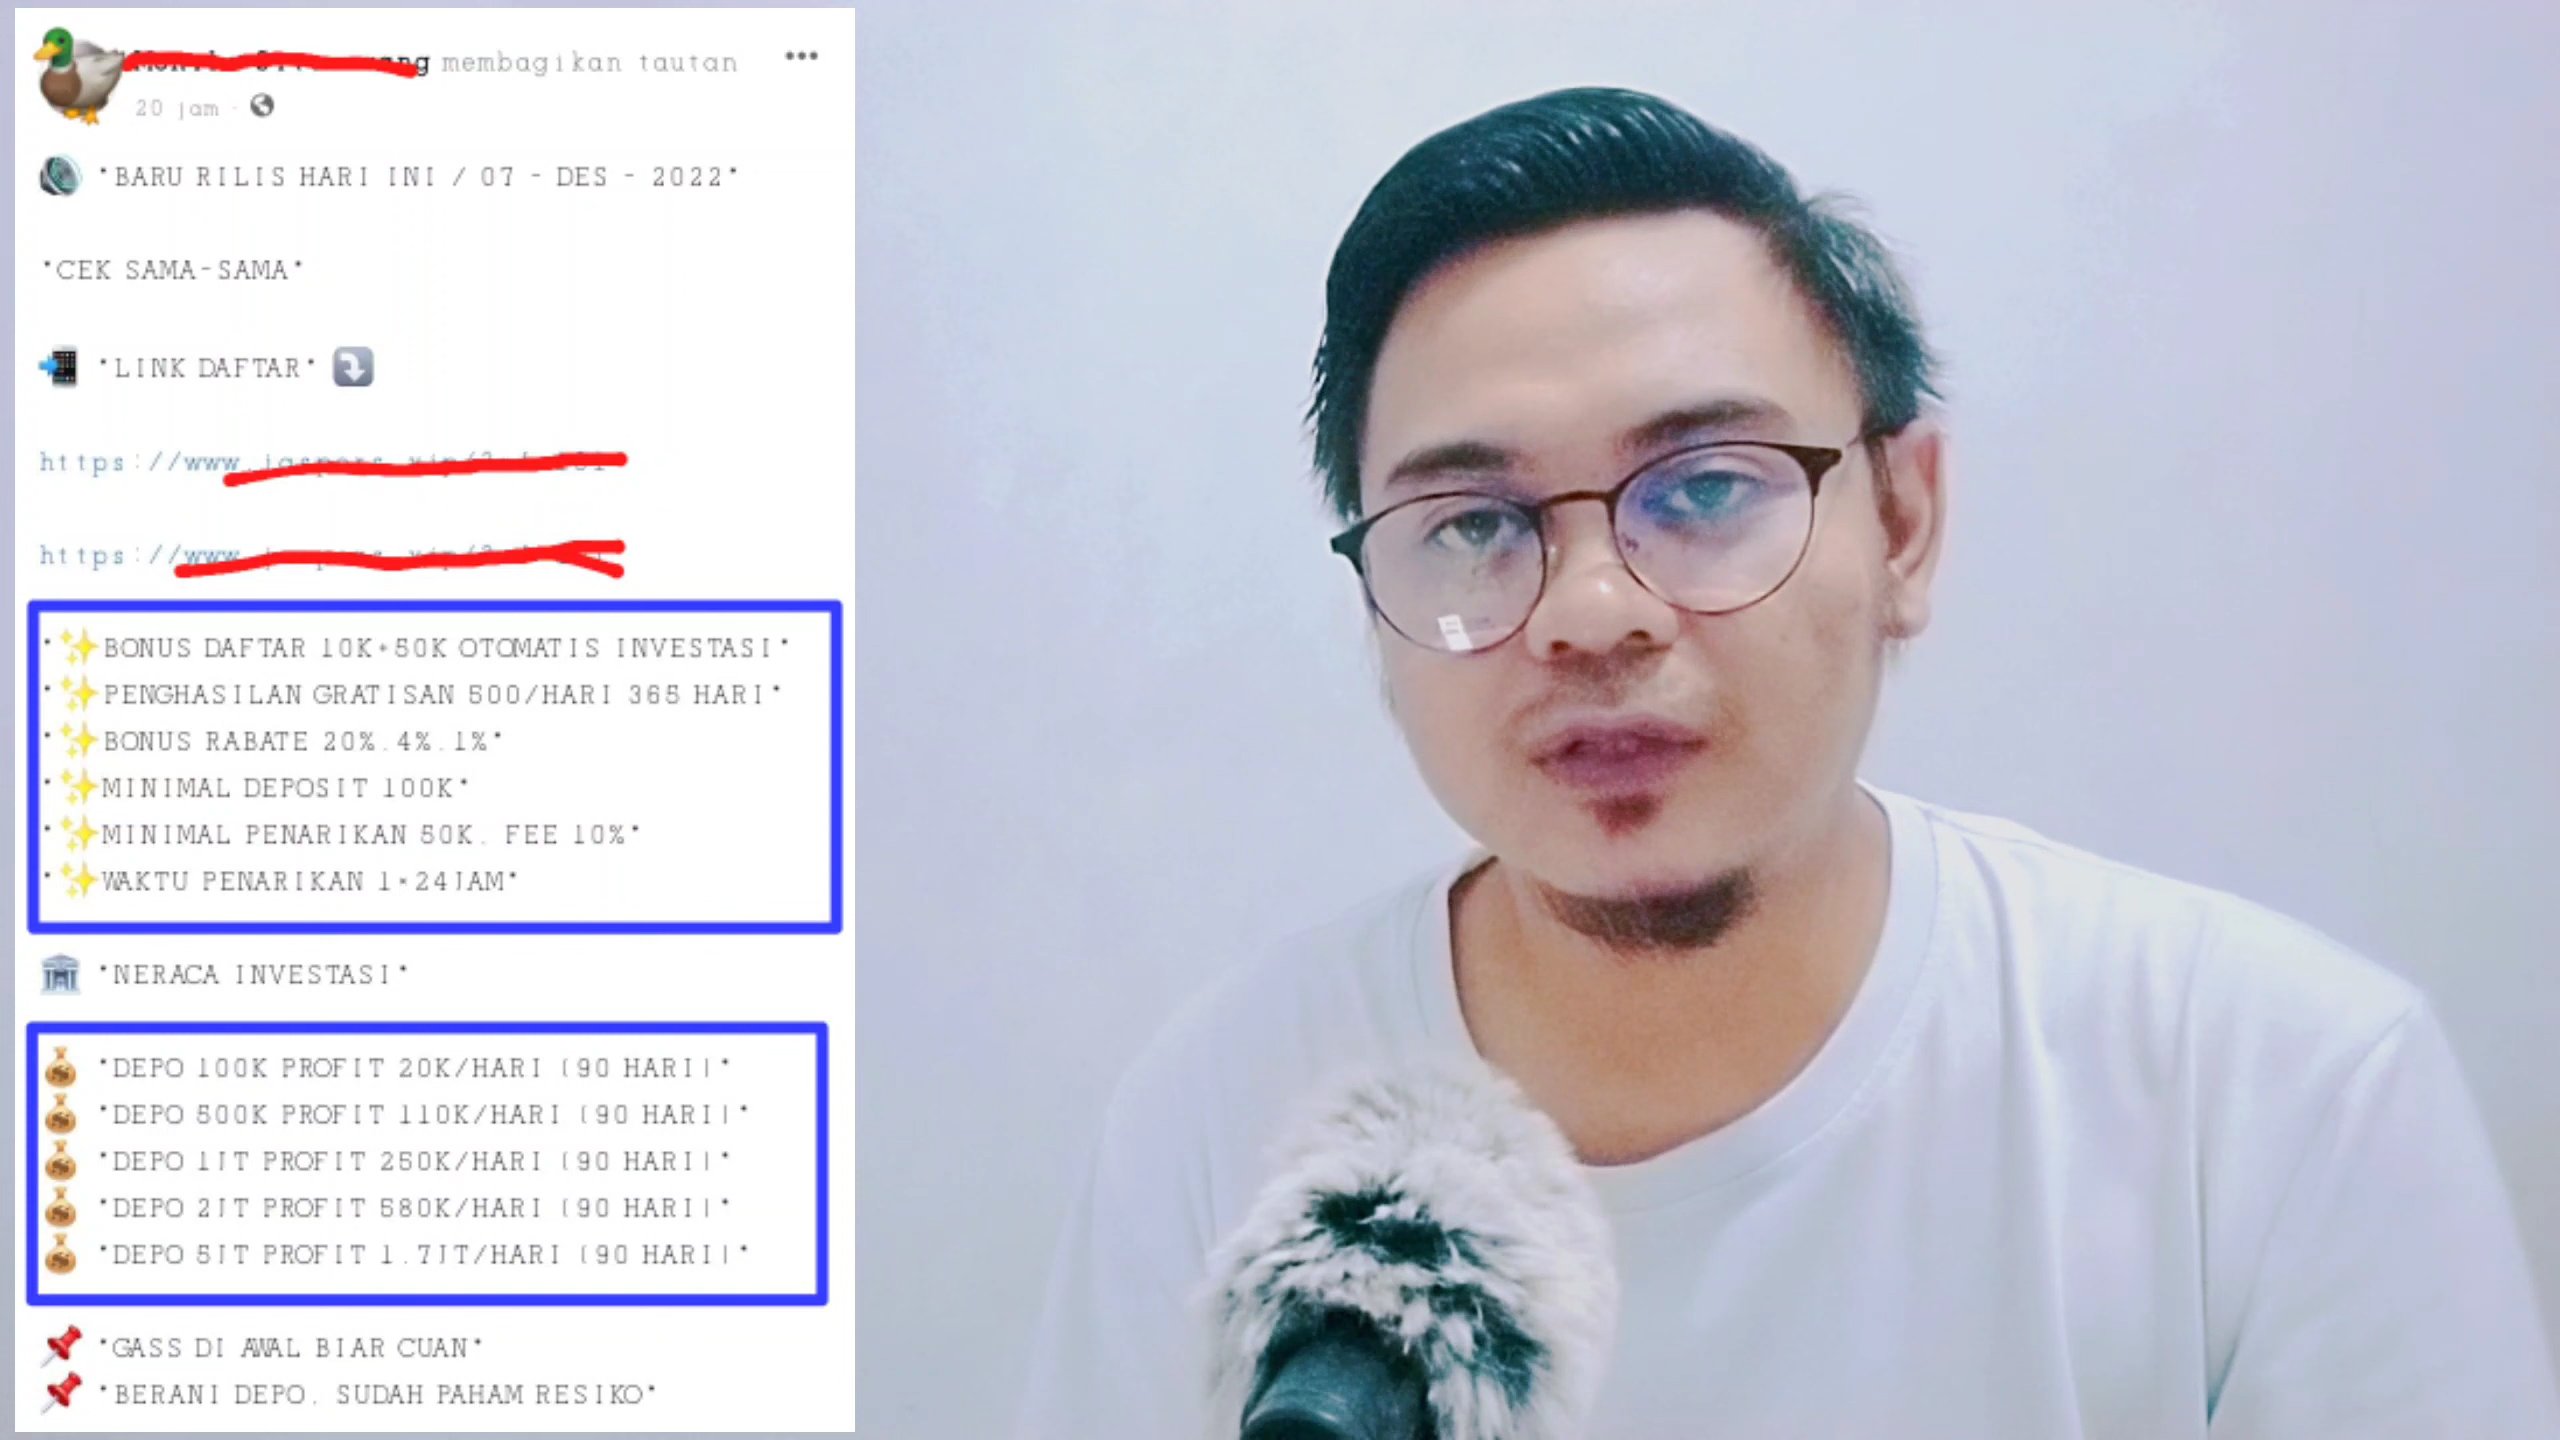 membagikan tautan
20 jam ·
*BARU RILIS HARI INI / 07 - DES - 2022*
*CEK SAMA-SAMA*
*LINK DAFTAR*
https://www.
https://www.
*✨BONUS DAFTAR 10K+50K OTOMATIS INVESTASI*
*✨PENGHASILAN GRATISAN 500/HARI 365 HARI*
*✨BONUS RABATE 20%.4%.1%*
*✨MINIMAL DEPOSIT 100K*
*✨MINIMAL PENARIKAN 50K. FEE 10%*
*✨WAKTU PENARIKAN 1×24JAM*
*NERACA INVESTASI*
*DEPO 100K PROFIT 20K/HARI (90 HARI)*
*DEPO 500K PROFIT 110K/HARI (90 HARI)*
*DEPO 1JT PROFIT 250K/HARI (90 HARI)*
*DEPO 2JT PROFIT 580K/HARI (90 HARI)*
*DEPO 5JT PROFIT 1.7JT/HARI (90 HARI)*
*GASS DI AWAL BIAR CUAN*
*BERANI DEPO. SUDAH PAHAM RESIKO*